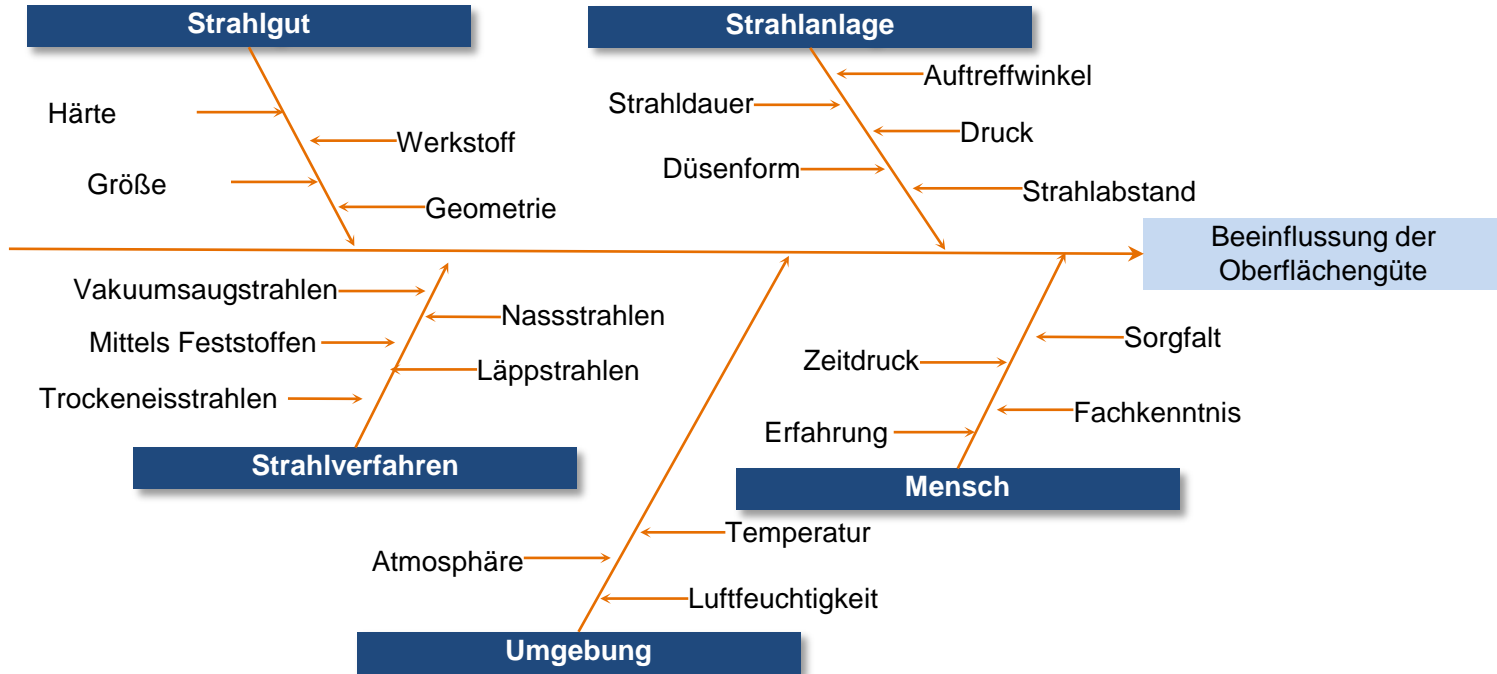 Strahlgut
Strahlanlage
Härte
Werkstoff
Größe
Geometrie
Auftreffwinkel
Strahldauer
Druck
Düsenform
Strahlabstand
Beeinflussung der
Oberflächengüte
Vakuumsaugstrahlen
Nassstrahlen
Mittels Feststoffen
Läppstrahlen
Trockeneisstrahlen
Strahlverfahren
Sorgfalt
Zeitdruck
Fachkenntnis
Erfahrung
Mensch
Temperatur
Atmosphäre
Luftfeuchtigkeit
Umgebung